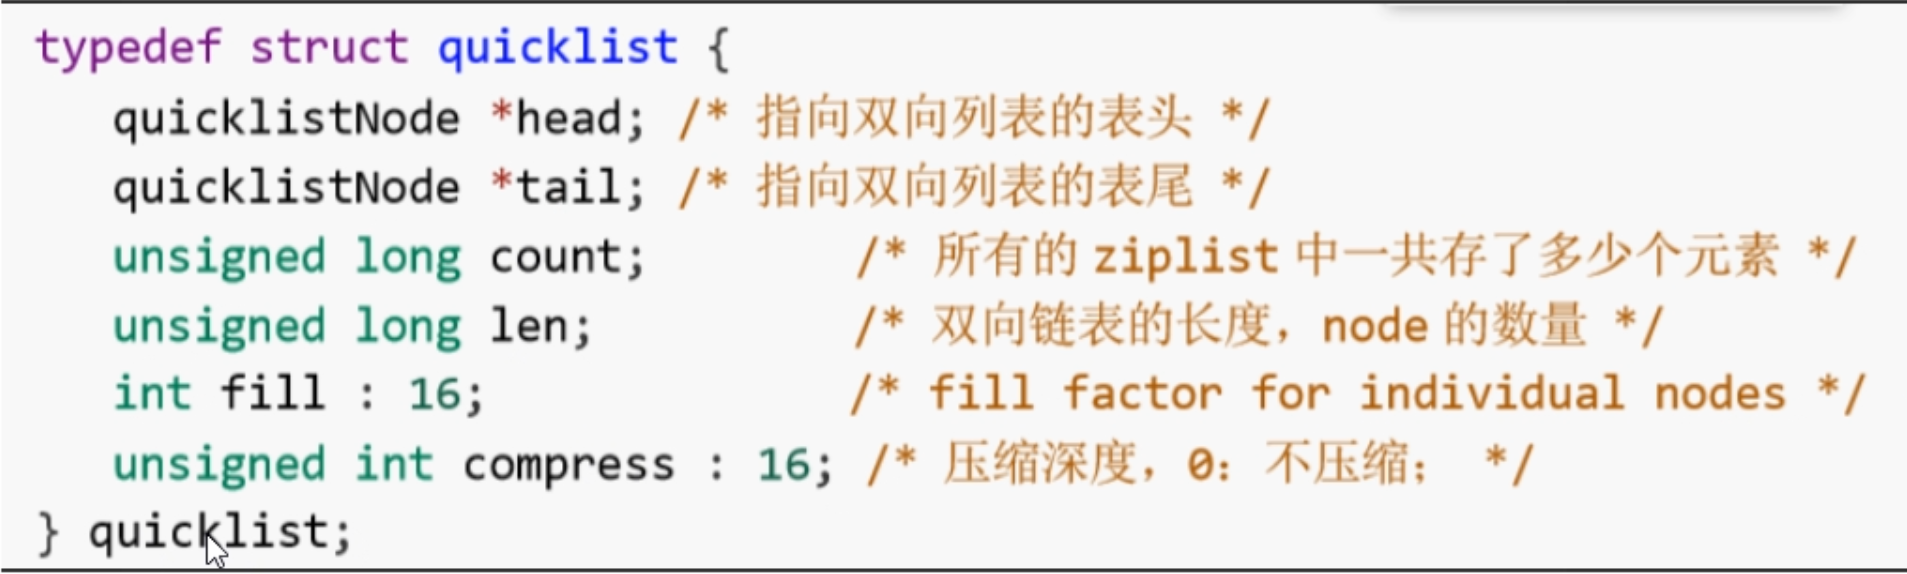 typedef struct quicklist {
quicklistNode *head; /* 指向双向列表的表头 */
quicklistNode *tail; /* 指向双向列表的表尾 */
unsigned long count; /* 所有的 ziplist 中一共存了多少个元素 */
unsigned long len; /* 双向链表的长度，node 的数量 */
int fill : 16; /* fill factor for individual nodes */
unsigned int compress : 16; /* 压缩深度，0：不压缩； */
} quicklist;